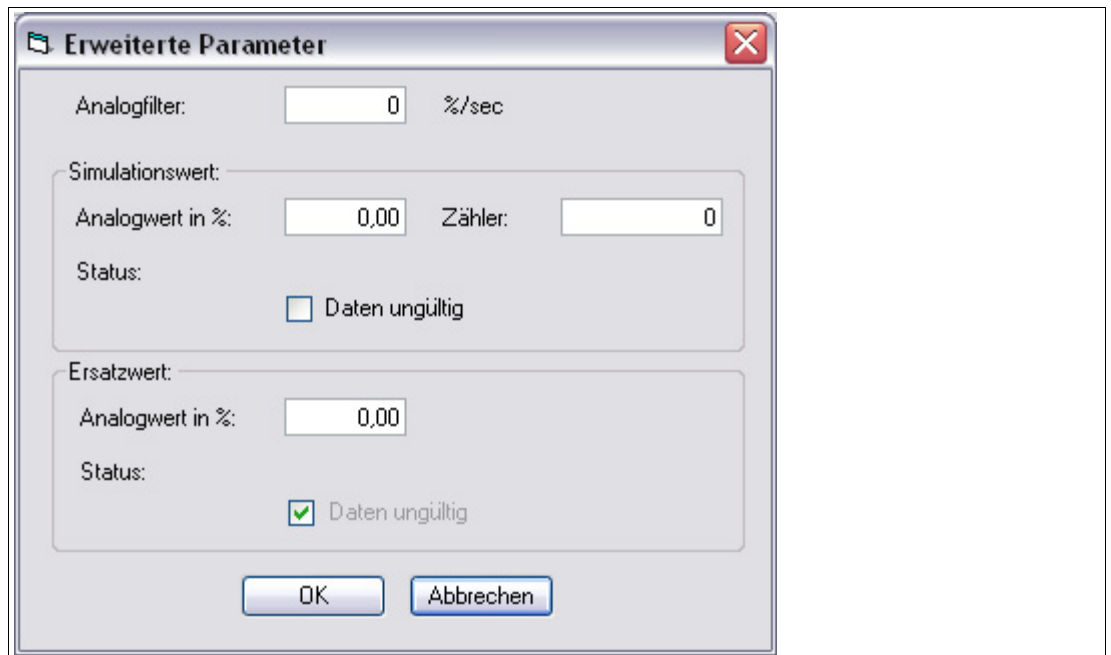 Erweiterte Parameter
Analogfilter: 0 %/sec
Simulationswert:
Analogwert in %: 0,00 Zähler: 0
Status:
Daten ungültig
Ersatzwert:
Analogwert in %: 0,00
Status:
Daten ungültig
OK Abbrechen